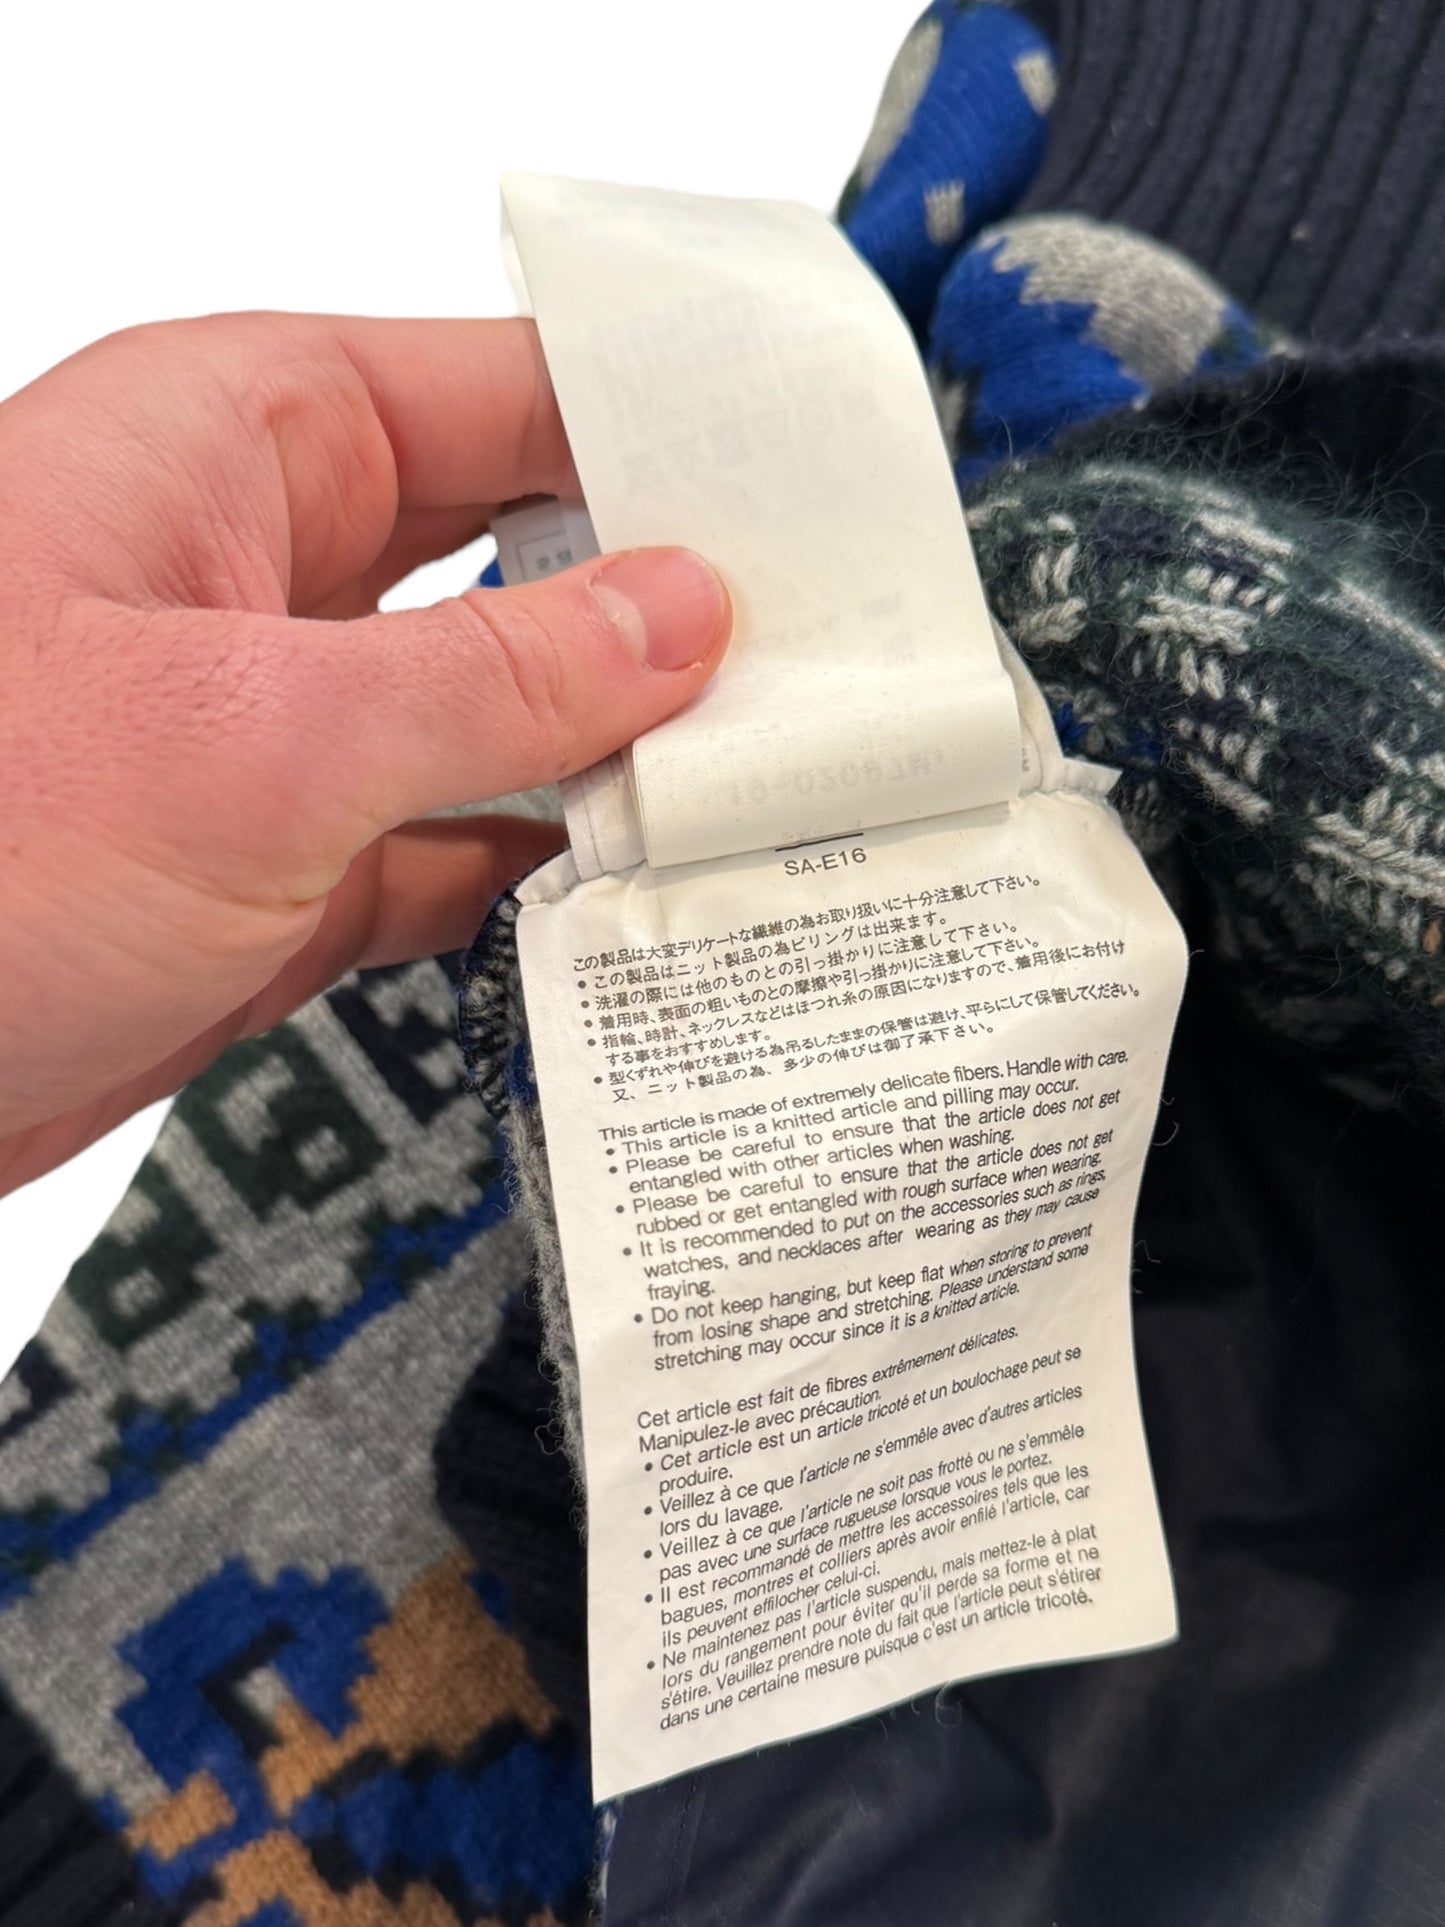 SA-E16
この製品は大変デリケートな繊維の為お取り扱いに十分注意して下さい。
● この製品はニット製品の為ピリングは出来ます。
● 洗濯の際には他のものとの引っ掛かりに注意して下さい。
● 着用時、表面の粗いものとの摩擦や引っ掛かりに注意して下さい。
● 指輪、時計、ネックレスなどはほつれ糸の原因になりますので、着用後にお付け
する事をおすすめします。
● 型くずれや伸びを避ける為吊るしたままの保管は避け、平らにして保管してください。
又、ニット製品の為、多少の伸びは御了承下さい。
This article is made of extremely delicate fibers. Handle with care.
● This article is a knitted article and pilling may occur.
● Please be careful to ensure that the article does not get
entangled with other articles when washing.
● Please be careful to ensure that the article does not get
rubbed or get entangled with rough surface when wearing.
● It is recommended to put on the accessories such as rings,
watches, and necklaces after wearing as they may cause
fraying.
● Do not keep hanging, but keep flat when storing to prevent
from losing shape and stretching. Please understand some
stretching may occur since it is a knitted article.
Cet article est fait de fibres extrêmement délicates.
Manipulez-le avec précaution.
● Cet article est un article tricoté et un boulochage peut se
produire.
● Veillez à ce que l'article ne s'emmêle avec d'autres articles
lors du lavage.
● Veillez à ce que l'article ne soit pas frotté ou ne s'emmêle
pas avec une surface rugueuse lorsque vous le portez.
● Il est recommandé de mettre les accessoires tels que les
bagues, montres et colliers après avoir enfilé l'article, car
ils peuvent effilocher celui-ci.
● Ne maintenez pas l'article suspendu, mais mettez-le à plat
lors du rangement pour éviter qu'il perde sa forme et ne
s'étire. Veuillez prendre note du fait que l'article peut s'étirer
dans une certaine mesure puisque c'est un article tricoté.